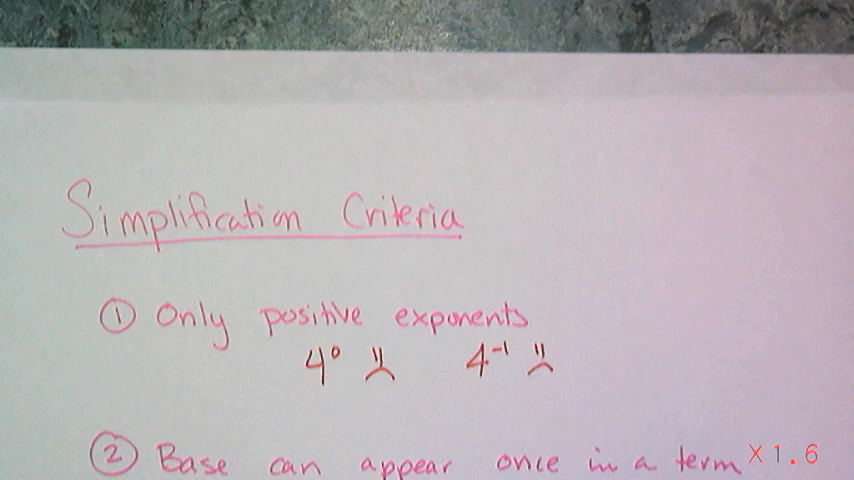 Simplification Criteria
① Only positive exponents
4⁰ 4⁻¹
② Base can appear once in a term
X1.6